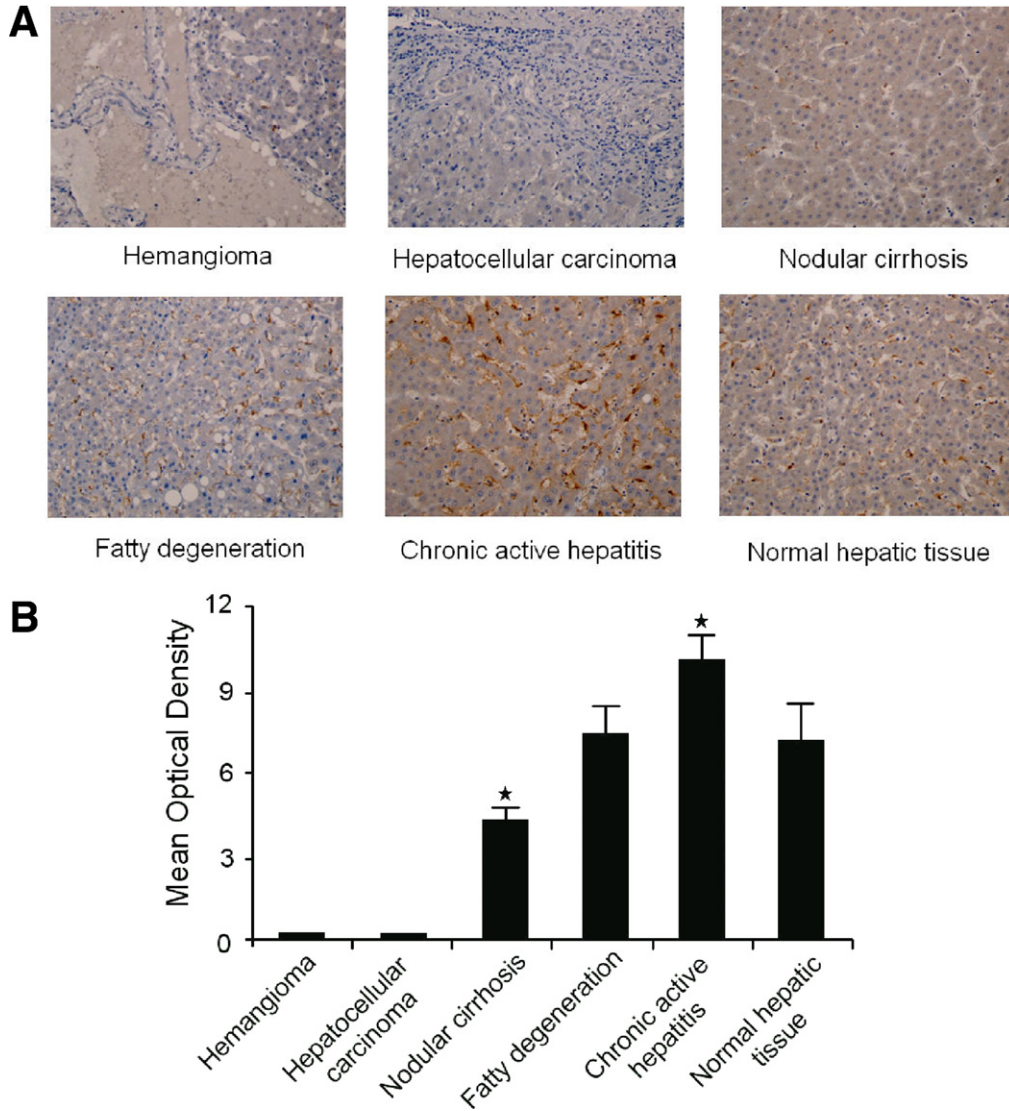 A
Hemangioma
Hepatocellular carcinoma
Nodular cirrhosis
Fatty degeneration
Chronic active hepatitis
Normal hepatic tissue
B
Mean Optical Density
12
9
6
3
0
★
★
Hemangioma
Hepatocellular
carcinoma
Nodular cirrhosis
Fatty degeneration
Chronic active
hepatitis
Normal hepatic
tissue